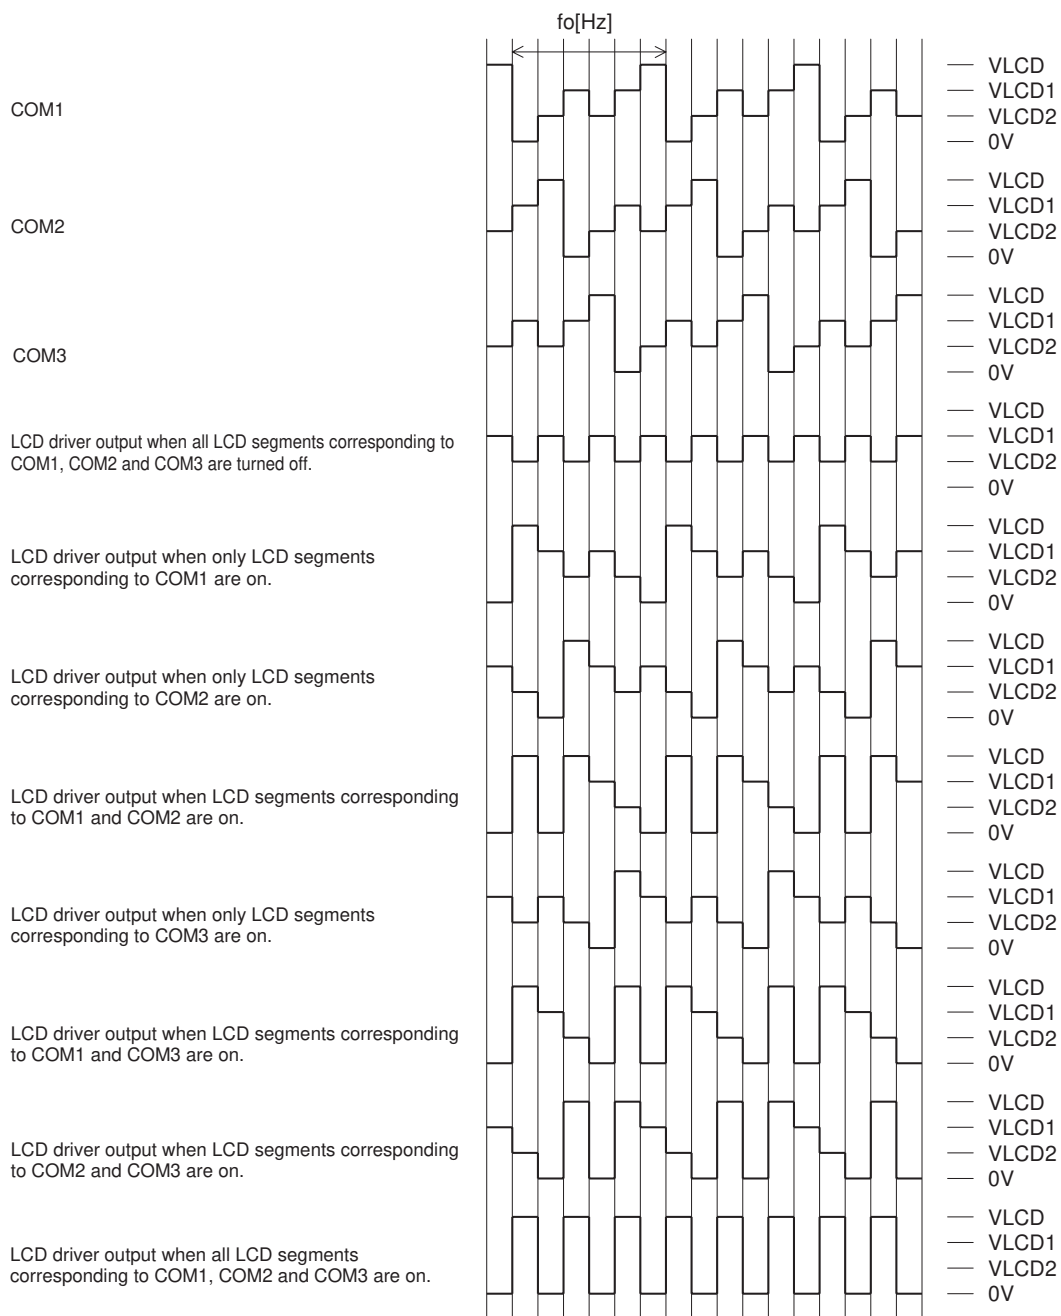 fo[Hz]
COM1
VLCD
VLCD1
VLCD2
0V
COM2
VLCD
VLCD1
VLCD2
0V
COM3
VLCD
VLCD1
VLCD2
0V
LCD driver output when all LCD segments corresponding to
COM1, COM2 and COM3 are turned off.
VLCD
VLCD1
VLCD2
0V
LCD driver output when only LCD segments
corresponding to COM1 are on.
VLCD
VLCD1
VLCD2
0V
LCD driver output when only LCD segments
corresponding to COM2 are on.
VLCD
VLCD1
VLCD2
0V
LCD driver output when LCD segments corresponding
to COM1 and COM2 are on.
VLCD
VLCD1
VLCD2
0V
LCD driver output when only LCD segments
corresponding to COM3 are on.
VLCD
VLCD1
VLCD2
0V
LCD driver output when LCD segments corresponding
to COM1 and COM3 are on.
VLCD
VLCD1
VLCD2
0V
LCD driver output when LCD segments corresponding
to COM2 and COM3 are on.
VLCD
VLCD1
VLCD2
0V
LCD driver output when all LCD segments
corresponding to COM1, COM2 and COM3 are on.
VLCD
VLCD1
VLCD2
0V